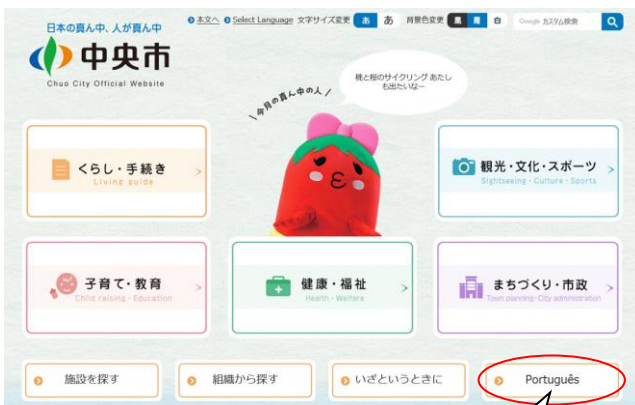 日本の真ん中、人が真ん中
中央市
Chuo City Official Website
本文へ Select Language 文字サイズ変更 あ あ 背景色変更 黒 青 白 Google カスタム検索
桃と桜のサイクリング あたし
も出たいなー
\ 今月の真ん中の人 /
くらし・手続き
Living guide
観光・文化・スポーツ
Sightseeing・Culture・Sports
子育て・教育
Child raising・Education
健康・福祉
Health・Welfare
まちづくり・市政
Town planning・City administration
施設を探す
組織から探す
いざというときに
Português